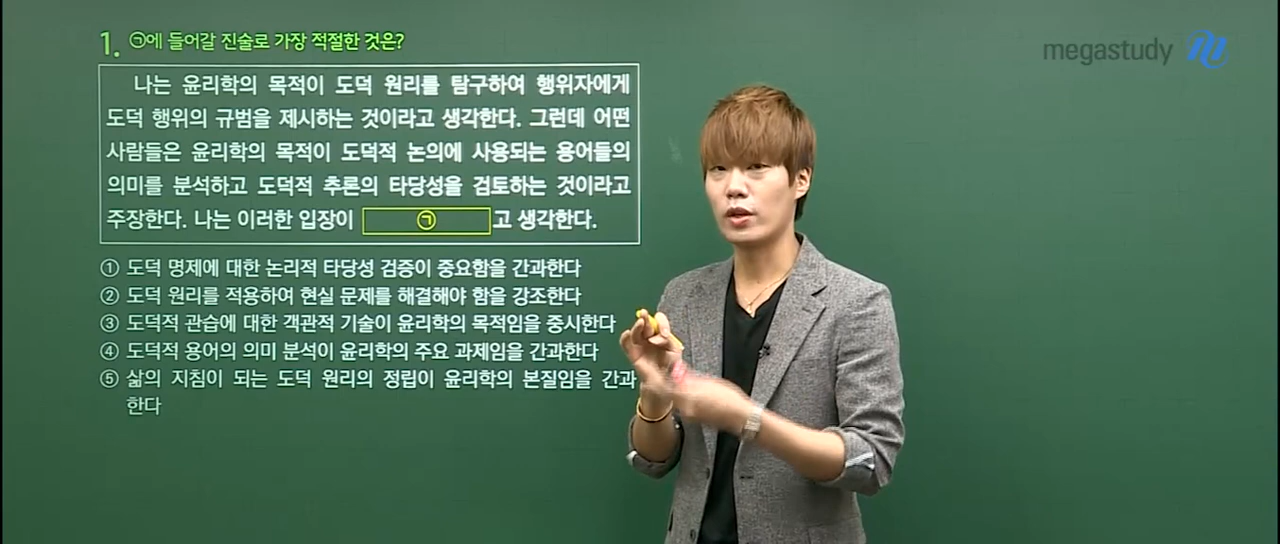 1. ㉠에 들어갈 진술로 가장 적절한 것은?
megastudy
나는 윤리학의 목적이 도덕 원리를 탐구하여 행위자에게
도덕 행위의 규범을 제시하는 것이라고 생각한다. 그런데 어떤
사람들은 윤리학의 목적이 도덕적 논의에 사용되는 용어들의
의미를 분석하고 도덕적 추론의 타당성을 검토하는 것이라고
주장한다. 나는 이러한 입장이 ㉠ 고 생각한다.
① 도덕 명제에 대한 논리적 타당성 검증이 중요함을 간과한다
② 도덕 원리를 적용하여 현실 문제를 해결해야 함을 강조한다
③ 도덕적 관습에 대한 객관적 기술이 윤리학의 목적임을 중시한다
④ 도덕적 용어의 의미 분석이 윤리학의 주요 과제임을 간과한다
⑤ 삶의 지침이 되는 도덕 원리의 정립이 윤리학의 본질임을 간과
한다